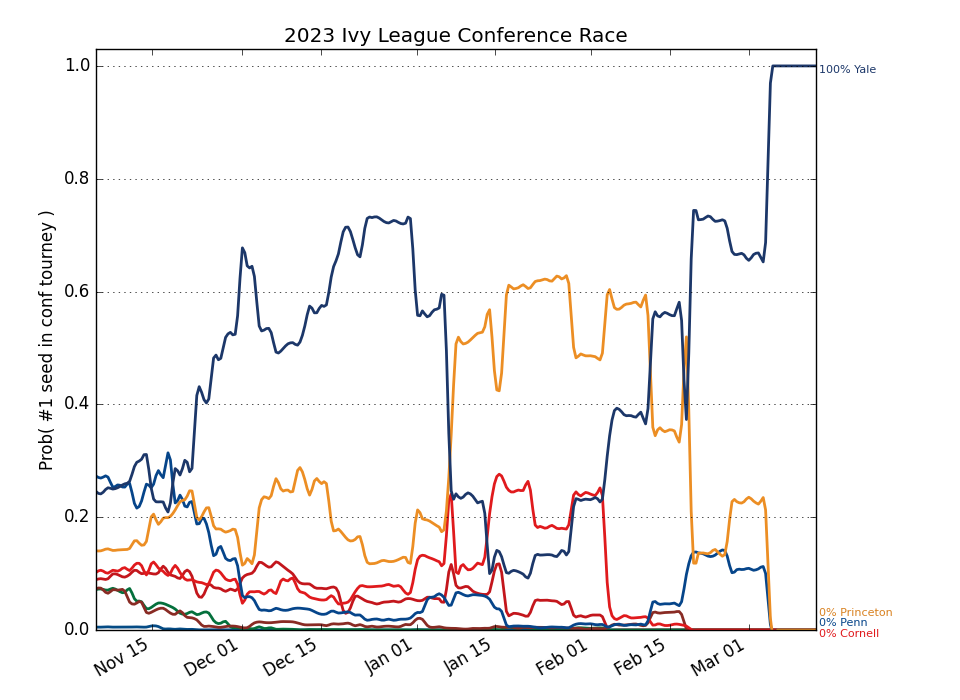 2023 Ivy League Conference Race
Prob( #1 seed in conf tourney )
1.0
0.8
0.6
0.4
0.2
0.0
100% Yale
0% Princeton
0% Penn
0% Cornell
Nov 15
Dec 01
Dec 15
Jan 01
Jan 15
Feb 01
Feb 15
Mar 01